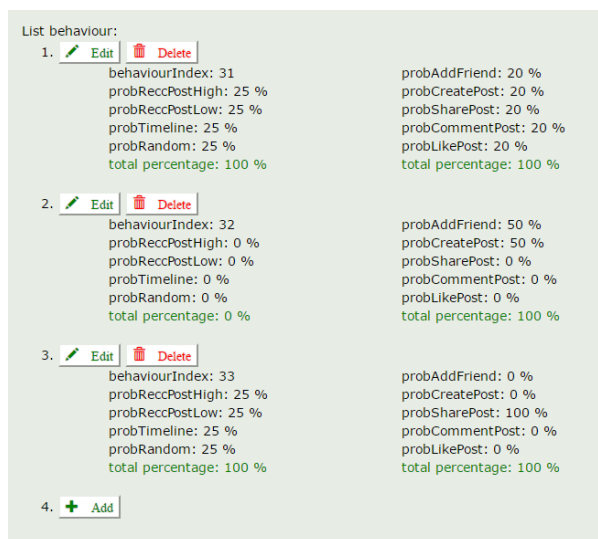 List behaviour:
1. Edit Delete
behaviourIndex: 31 probAddFriend: 20 %
probReccPostHigh: 25 % probCreatePost: 20 %
probReccPostLow: 25 % probSharePost: 20 %
probTimeline: 25 % probCommentPost: 20 %
probRandom: 25 % probLikePost: 20 %
total percentage: 100 % total percentage: 100 %
2. Edit Delete
behaviourIndex: 32 probAddFriend: 50 %
probReccPostHigh: 0 % probCreatePost: 50 %
probReccPostLow: 0 % probSharePost: 0 %
probTimeline: 0 % probCommentPost: 0 %
probRandom: 0 % probLikePost: 0 %
total percentage: 0 % total percentage: 100 %
3. Edit Delete
behaviourIndex: 33 probAddFriend: 0 %
probReccPostHigh: 25 % probCreatePost: 0 %
probReccPostLow: 25 % probSharePost: 100 %
probTimeline: 25 % probCommentPost: 0 %
probRandom: 25 % probLikePost: 0 %
total percentage: 100 % total percentage: 100 %
4. Add